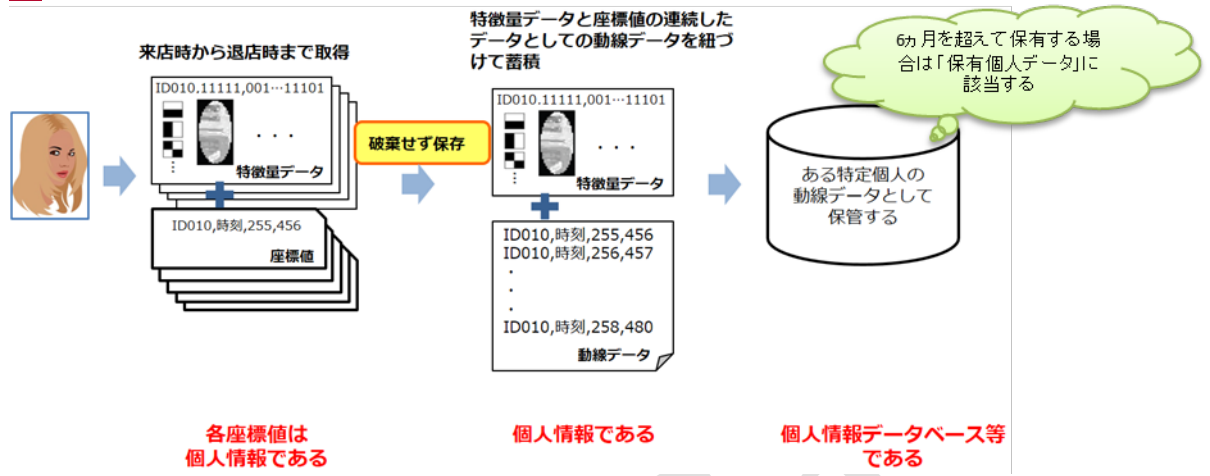 来店時から退店時まで取得
ID010.11111,001…11101
・・・
⋮
特徴量データ
ID010,時刻,255,456
座標値
各座標値は
個人情報である
破棄せず保存
特徴量データと座標値の連続した
データとしての動線データを紐づ
けて蓄積
ID010.11111,001…11101
・・・
⋮
特徴量データ
ID010,時刻,255,456
ID010,時刻,256,457
・
・
・
ID010,時刻,258,480
動線データ
個人情報である
6ヵ月を超えて保有する場
合は「保有個人データ」に
該当する
ある特定個人の
動線データとして
保管する
個人情報データベース等
である